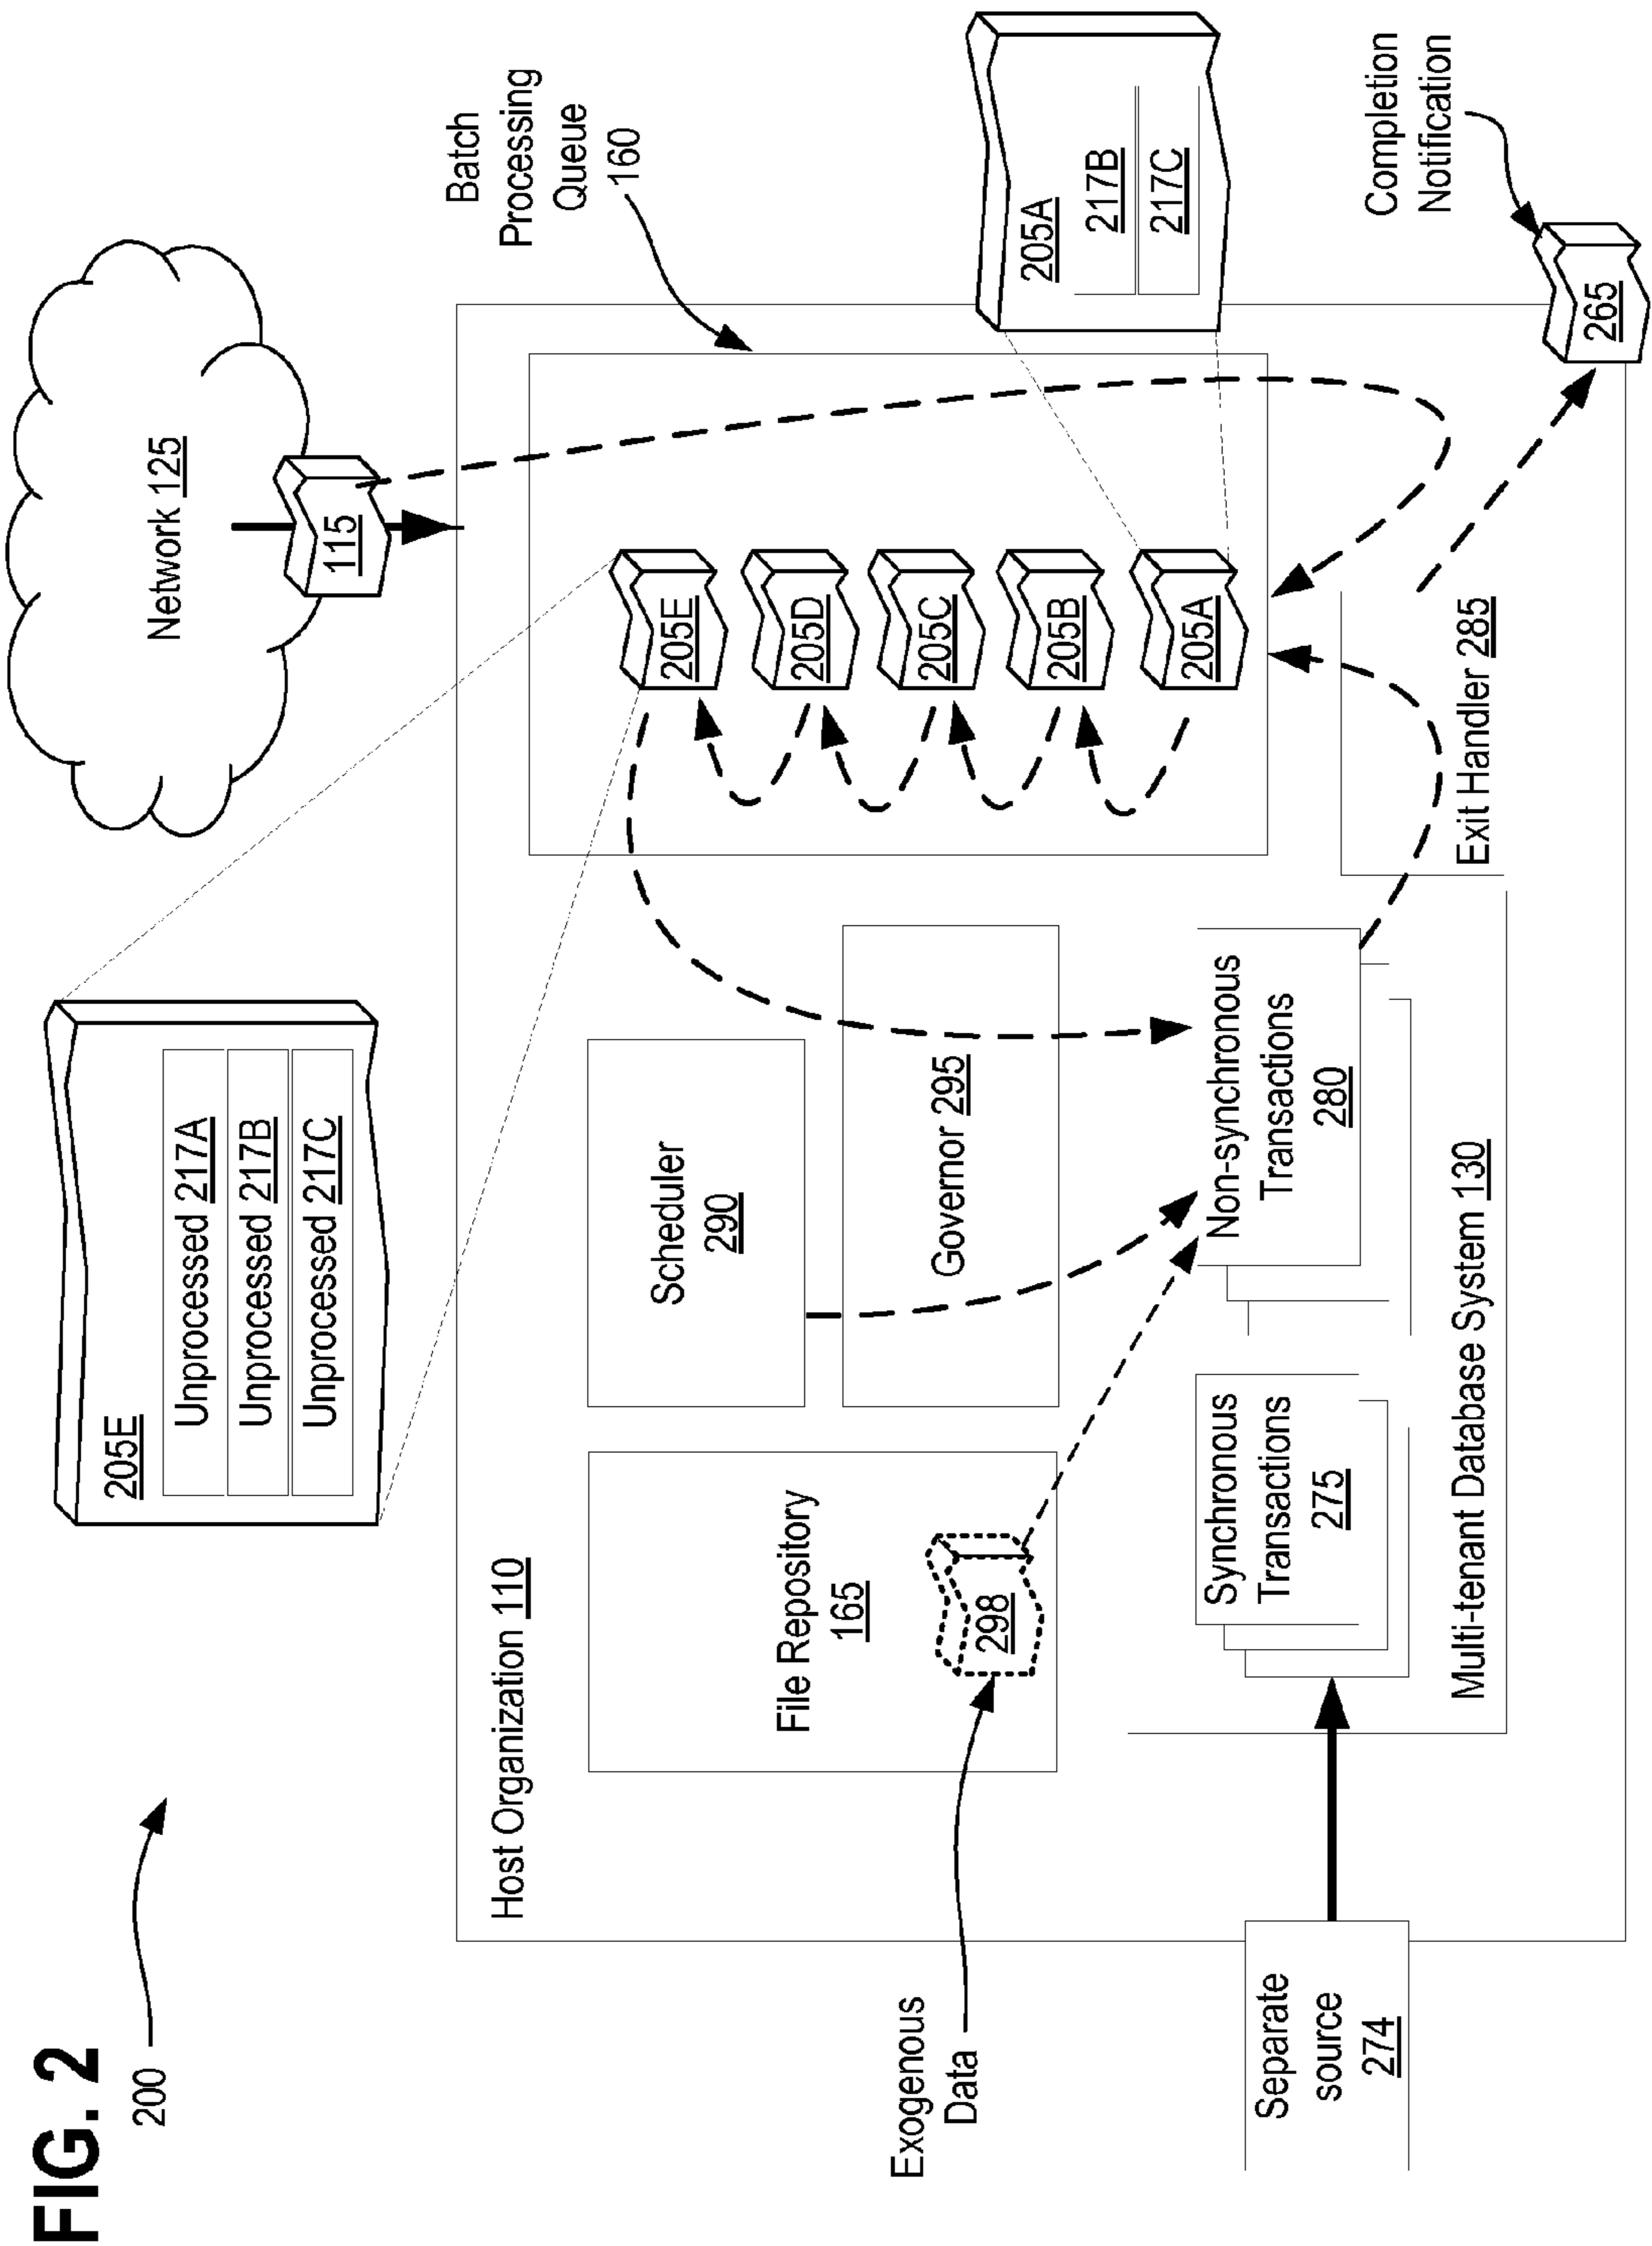 FIG. 2
200
205E
Unprocessed 217A
Unprocessed 217B
Unprocessed 217C
Network 125
115
Host Organization 110
Batch
Processing
Queue
160
File Repository
165
298
Exogenous
Data
Scheduler
290
Governor 295
205E
205D
205C
205B
205A
205A
217B
217C
Separate
source
274
Synchronous
Transactions
275
Non-synchronous
Transactions
280
Multi-tenant Database System 130
Exit Handler 285
Completion
Notification
265